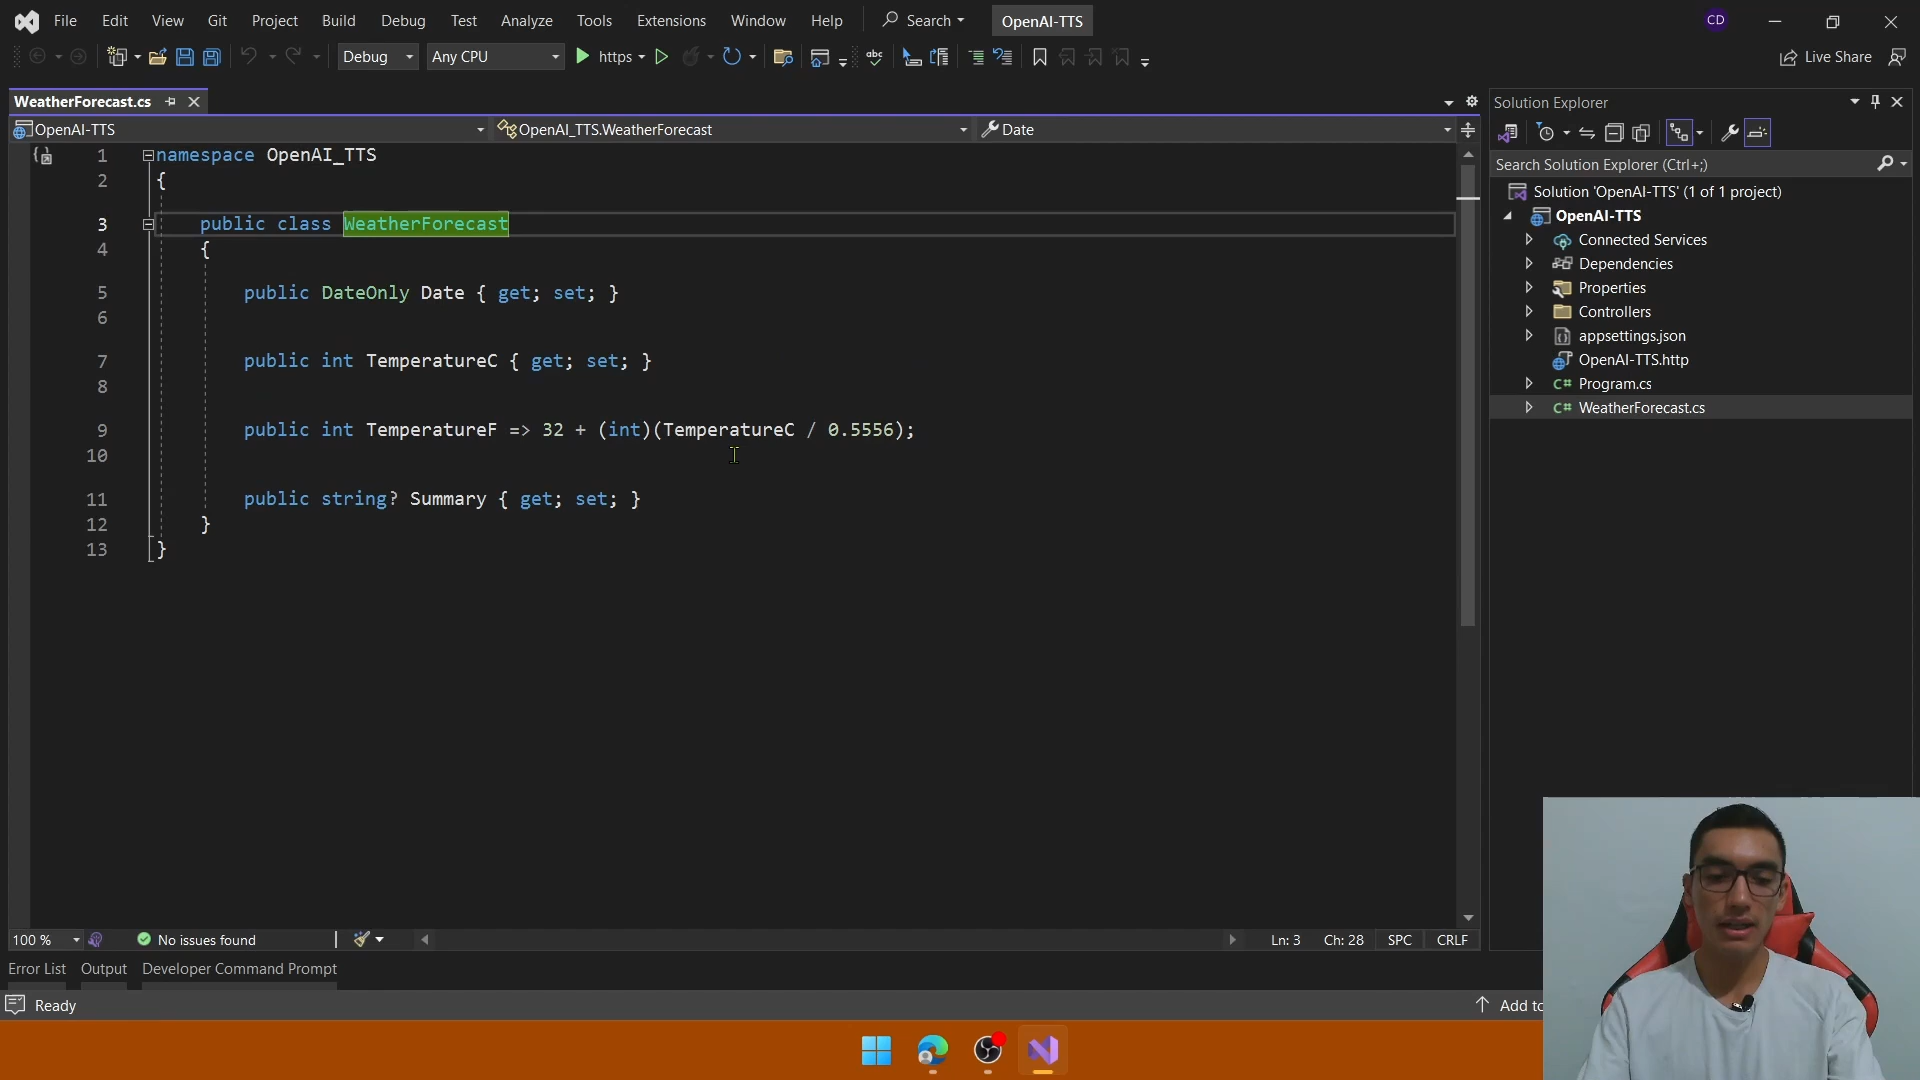 File Edit View Git Project Build Debug Test Analyze Tools Extensions Window Help Search OpenAI-TTS CD
Debug Any CPU https Live Share
WeatherForecast.cs
OpenAI-TTS OpenAI_TTS.WeatherForecast Date
1 namespace OpenAI_TTS
2 {
3 public class WeatherForecast
4 {
5 public DateOnly Date { get; set; }
6
7 public int TemperatureC { get; set; }
8
9 public int TemperatureF => 32 + (int)(TemperatureC / 0.5556);
10
11 public string? Summary { get; set; }
12 }
13 }
100 % No issues found Ln: 3 Ch: 28 SPC CRLF
Error List Output Developer Command Prompt
Ready Add to
Solution Explorer
Search Solution Explorer (Ctrl+;)
Solution 'OpenAI-TTS' (1 of 1 project)
OpenAI-TTS
Connected Services
Dependencies
Properties
Controllers
appsettings.json
OpenAI-TTS.http
C# Program.cs
C# WeatherForecast.cs